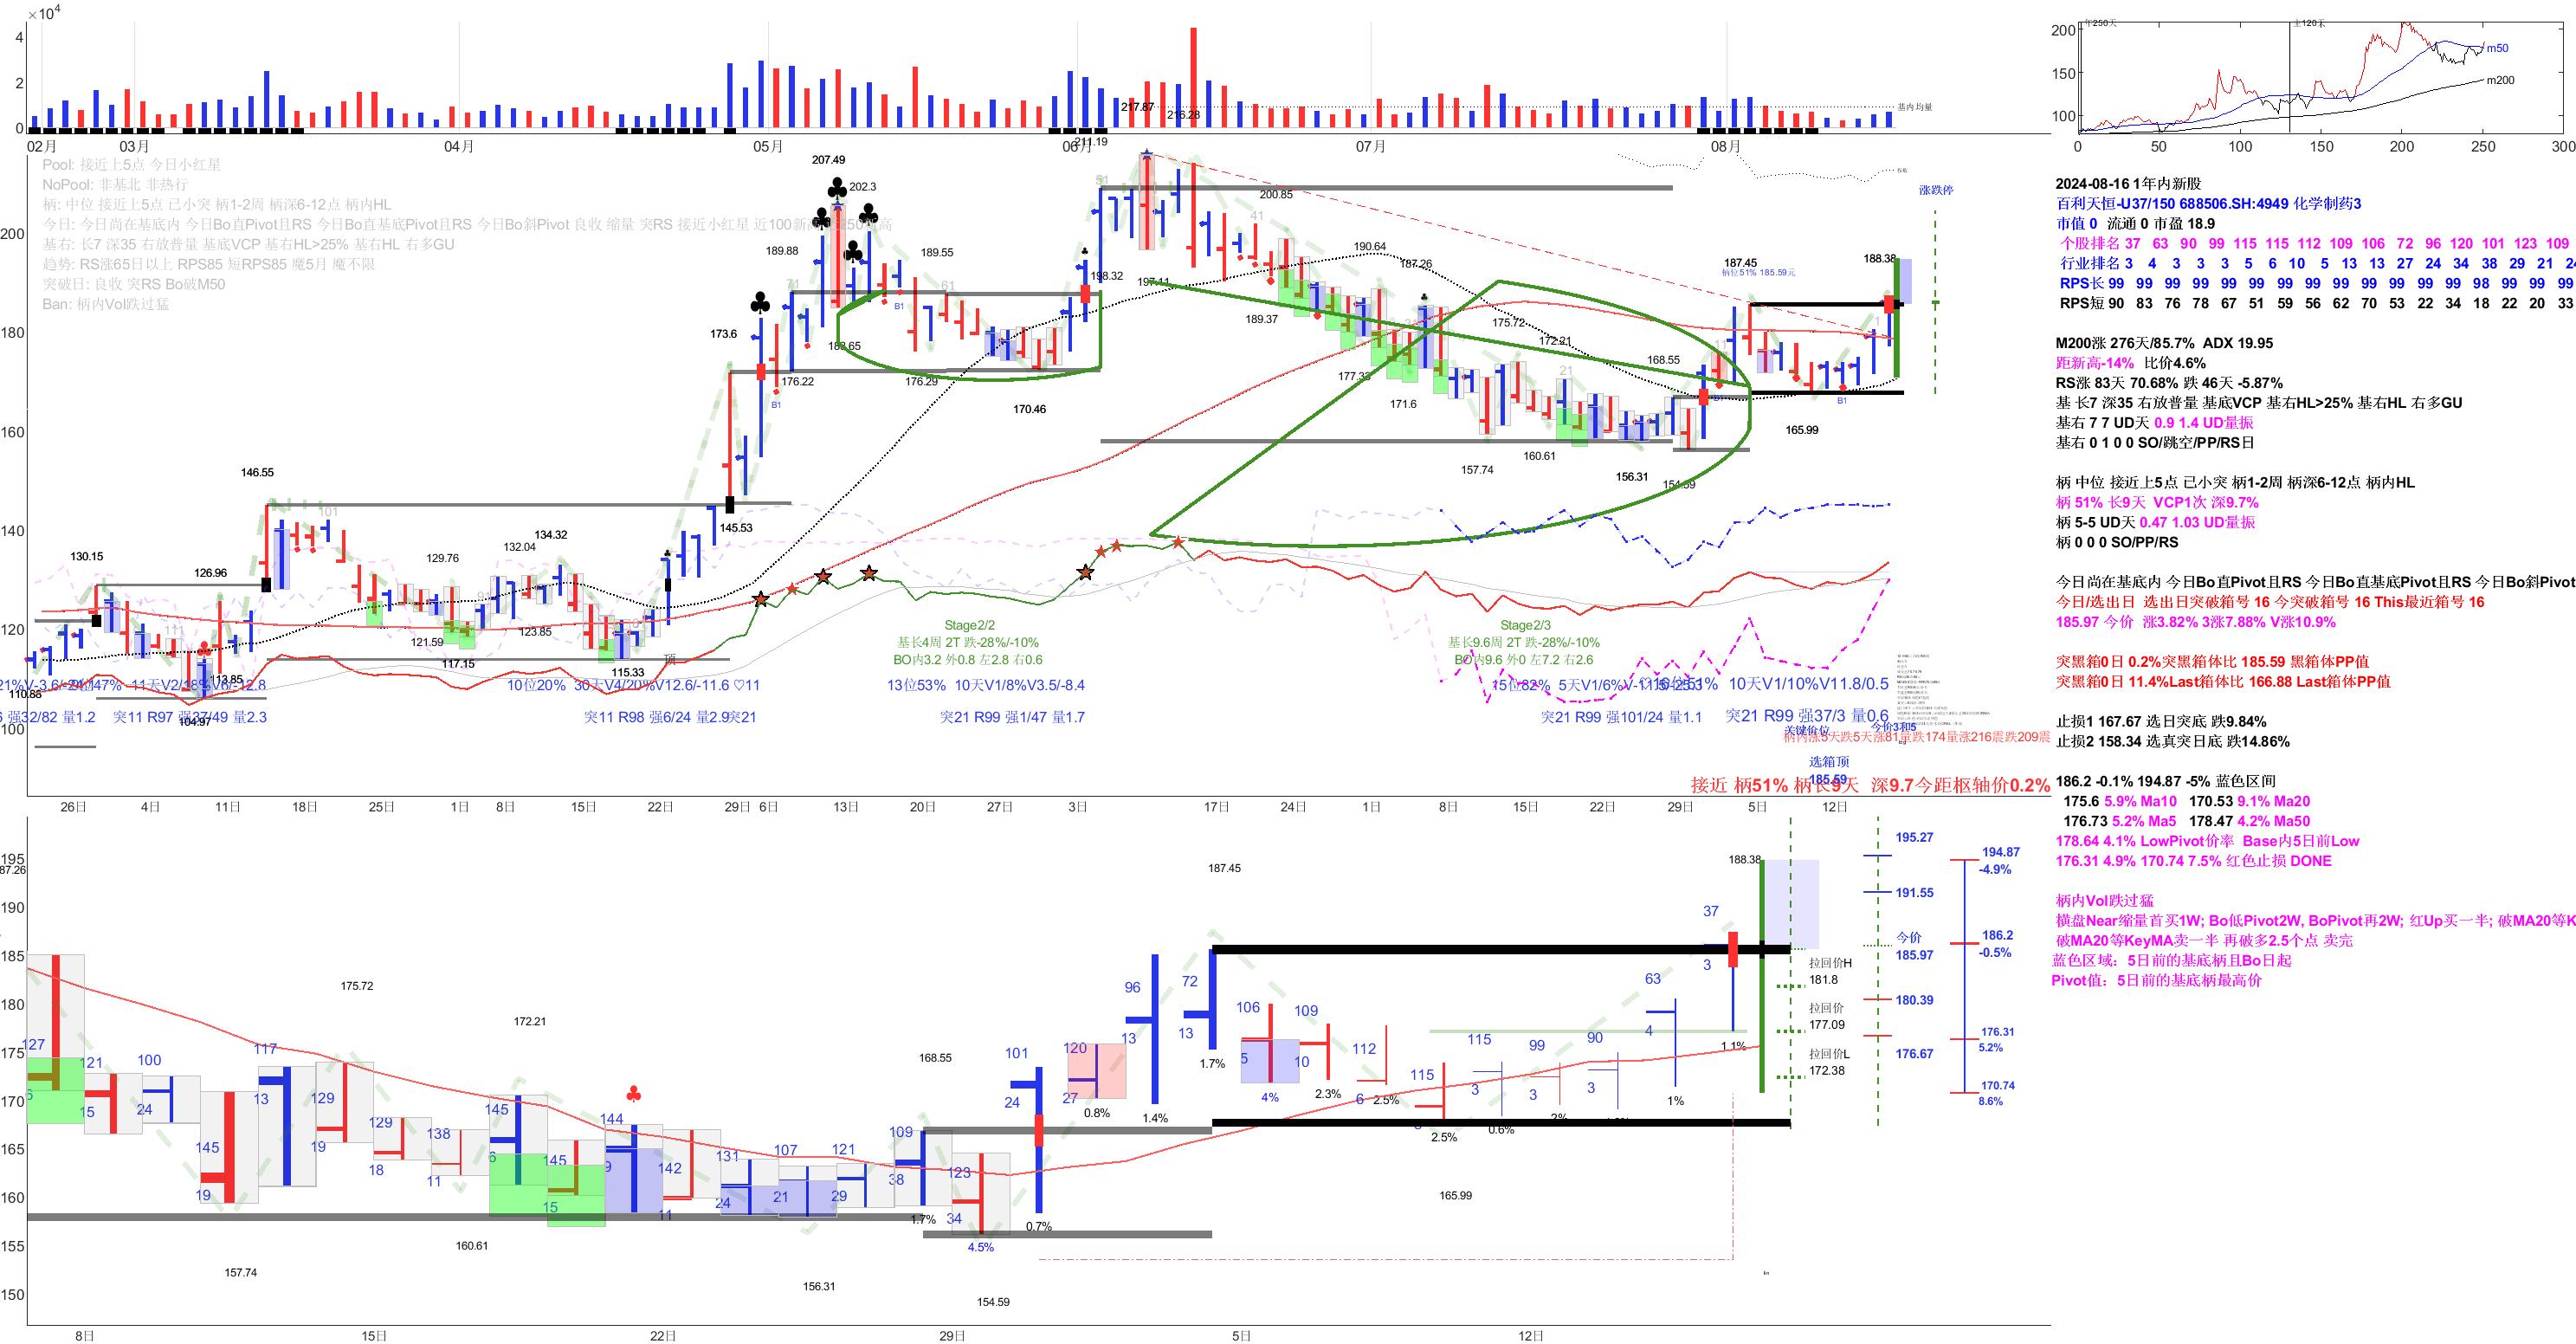 ×10⁴
4
2
0
217.87
216.28
基内均量
02月 03月 04月 05月 06月 07月 08月
Pool: 接近上5点 今日小红星
NoPool: 非基北 非热行
柄: 中位 接近上5点 己小突 柄1-2周 柄深6-12点 柄内HL
今日: 今日尚在基底内 今日Bo直Pivot且RS 今日Bo直基底Pivot且RS 今日Bo斜Pivot 良收 缩量 突RS 接近小红星
基右: 长7 深35 右放普量 基底VCP 基右HL>25% 基右HL 右多GU
趋势: RS涨65日以上 RPS85 短RPS85 魔5月 魔不限
突破日: 良收 突RS Bo破M50
Ban: 柄内Vol跌过猛
200
180
160
140
120
100
207.49
202.3
211.19
200.85
189.88
189.55
198.32
197.11
190.64
187.26
187.45
柄位51% 185.59元
188.38
涨跌停
173.6
176.22
176.29
170.46
189.37
175.72
172.21
177.33
171.6
168.55
165.99
160.61
157.74
156.31
154.59
146.55
145.53
130.15
126.96
129.76
132.04
134.32
121.59
123.85
117.15
115.33
113.85
110.85
104.97
B1
B1
B1
71
61
41
21
11
101
顶
Stage2/2
基长4周 2T 跌-28%/-10%
BO内3.2 外0.8 左2.8 右0.6
Stage2/3
基长9.6周 2T 跌-28%/-10%
BO内9.6 外0 左7.2 右2.6
10位20% 30天V4/20%V12.6/-11.6 ♡11
13位53% 10天V1/8%V3.5/-8.4
10天V1/10%V11.8/0.5
强32/82 量1.2
突11 R97 强37/49 量2.3
突11 R98 强6/24 量2.9
突21
突21 R99 强1/47 量1.7
突21 R99 强101/24 量1.1
突21 R99 强37/3 量0.6
关键价位
今价3和5
柄内涨5天跌5天涨81量跌174量涨216震跌209震
选箱顶
185.59
接近 柄51% 柄长9天 深9.7今距枢轴价0.2%
26日 4日 11日 18日 25日 1日 8日 15日 22日 29日 6日 13日 20日 27日 3日 17日 24日 1日 8日 15日 22日 29日 5日 12日
195
190
185
180
175
170
165
160
155
150
87.26
175.72
172.21
168.55
187.45
188.38
165.99
160.61
157.74
156.31
154.59
127 121 100 145 117 129 129 138 145 145 144 142 131 107 121 109 123 101 120 96 72 106 109 112 115 115 99 90 63 37
15 24 19 13 19 18 11 15 11 24 21 29 38 34 24 27 13 13 5 10 6 3 3 3 4 3
1.7% 4.5% 0.7% 0.8% 1.4% 1.7% 4% 2.3% 2.5% 2.5% 0.6% 2% 1% 1.1%
拉回价H
181.8
拉回价
177.09
拉回价L
172.38
195.27
191.55
今价
185.97
180.39
176.67
194.87
-4.9%
186.2
-0.5%
176.31
5.2%
170.74
8.6%
8日 15日 22日 29日 5日 12日
年250天
主120天
200
150
100
m50
m200
0 50 100 150 200 250 300
2024-08-16 1年内新股
百利天恒-U37/150 688506.SH:4949 化学制药3
市值 0 流通 0 市盈 18.9
个股排名 37 63 90 99 115 115 112 109 106 72 96 120 101 123 109
行业排名 3 4 3 3 3 5 6 10 5 13 13 27 24 34 38 29 21 24
RPS长 99 99 99 99 99 99 99 99 99 99 99 99 99 98 99 99
RPS短 90 83 76 78 67 51 59 56 62 70 53 22 34 18 22 20 33
M200涨 276天/85.7% ADX 19.95
距新高-14% 比价4.6%
RS涨 83天 70.68% 跌 46天 -5.87%
基 长7 深35 右放普量 基底VCP 基右HL>25% 基右HL 右多GU
基右 7 7 UD天 0.9 1.4 UD量振
基右 0 1 0 0 SO/跳空/PP/RS日
柄 中位 接近上5点 己小突 柄1-2周 柄深6-12点 柄内HL
柄 51% 长9天 VCP1次 深9.7%
柄 5-5 UD天 0.47 1.03 UD量振
柄 0 0 0 SO/PP/RS
今日尚在基底内 今日Bo直Pivot且RS 今日Bo直基底Pivot且RS 今日Bo斜Pivot
今日/选出日 选出日突破箱号 16 今突破箱号 16 This最近箱号 16
185.97 今价 涨3.82% 3涨7.88% V涨10.9%
突黑箱0日 0.2%突黑箱体比 185.59 黑箱体PP值
突黑箱0日 11.4%Last箱体比 166.88 Last箱体PP值
止损1 167.67 选日突底 跌9.84%
止损2 158.34 选真突日底 跌14.86%
186.2 -0.1% 194.87 -5% 蓝色区间
175.6 5.9% Ma10 170.53 9.1% Ma20
176.73 5.2% Ma5 178.47 4.2% Ma50
178.64 4.1% LowPivot价率 Base内5日前Low
176.31 4.9% 170.74 7.5% 红色止损 DONE
柄内Vol跌过猛
横盘Near缩量首买1W; Bo低Pivot2W, BoPivot再2W; 红Up买一半; 破MA20等K
破MA20等KeyMA卖一半 再破多2.5个点 卖完
蓝色区域：5日前的基底柄且Bo日起
Pivot值：5日前的基底柄最高价